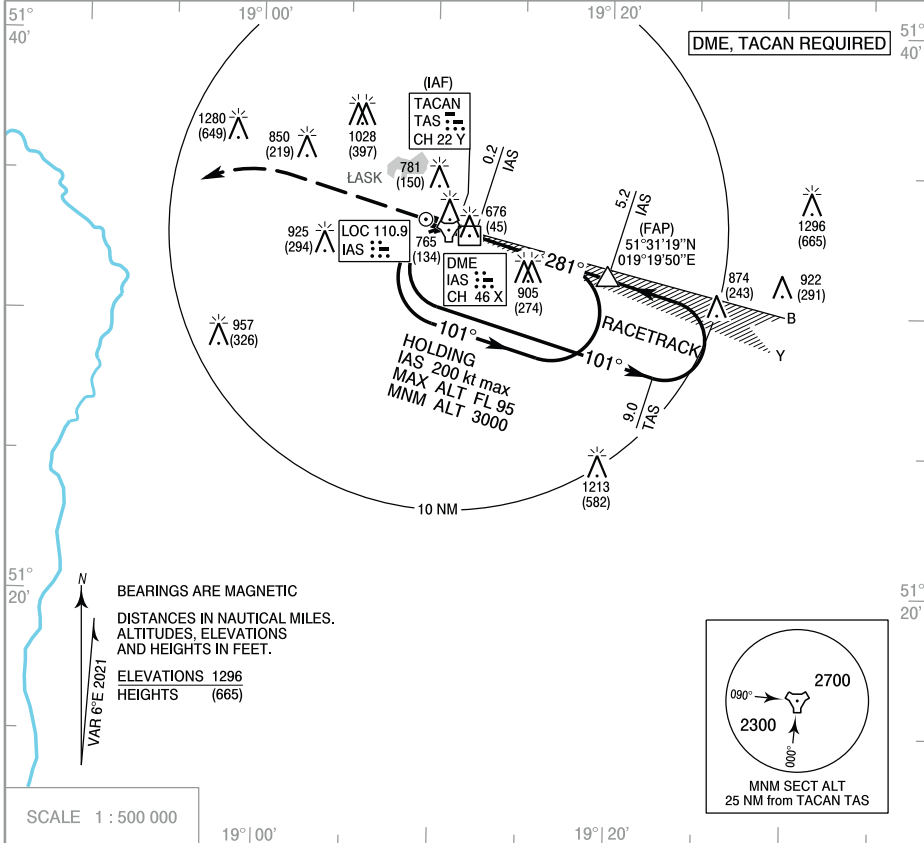 51°
40'
19° 00'
19° 20'
51°
40'
DME, TACAN REQUIRED
(IAF)
TACAN
TAS
CH 22 Y
1280
(649)
850
(219)
1028
(397)
ŁASK
781
(150)
0.2
IAS
676
(45)
5.2
IAS
(FAP)
51°31'19"N
019°19'50"E
1296
(665)
925
(294)
LOC 110.9
IAS
765
(134)
DME
IAS
CH 46 X
905
(274)
281°
874
(243)
922
(291)
B
Y
957
(326)
101°
RACETRACK
101°
HOLDING
IAS 200 kt max
MAX ALT FL 95
MNM ALT 3000
9.0
TAS
1213
(582)
10 NM
51°
20'
51°
20'
N
VAR 6°E 2021
BEARINGS ARE MAGNETIC
DISTANCES IN NAUTICAL MILES.
ALTITUDES, ELEVATIONS
AND HEIGHTS IN FEET.
ELEVATIONS 1296
HEIGHTS (665)
090°
2700
2300
000°
MNM SECT ALT
25 NM from TACAN TAS
SCALE 1 : 500 000
19° 00'
19° 20'